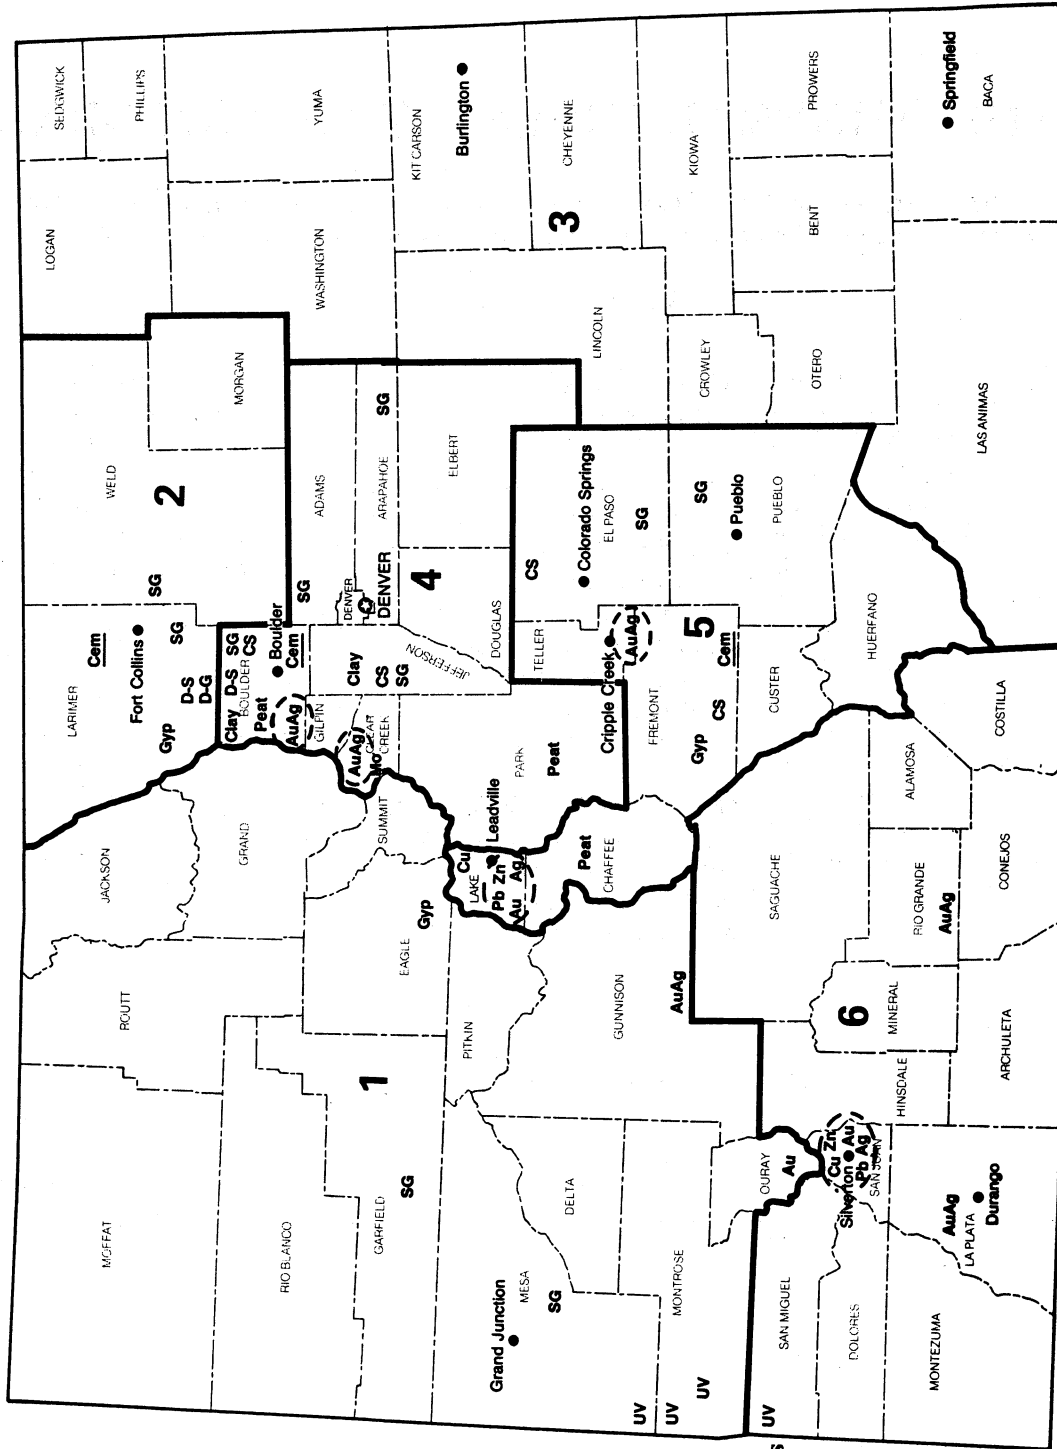 MOFFAT
ROUTT
JACKSON
LARIMER
Cem
Fort Collins
Gyp
SG
D-S
D-G
WELD
2
SG
LOGAN
SEDGWICK
PHILLIPS
MORGAN
WASHINGTON
YUMA
RIO BLANCO
GRAND
Clay
D-S
SG
CS
BOULDER
Peat
Boulder
Cem
AuAg
GARFIELD
SG
1
EAGLE
Gyp
SUMMIT
GILPIN
AuAg
Mo
CLEAR
CREEK
Clay
CS
SG
JEFFERSON
SG
ADAMS
DENVER
DENVER
ARAPAHOE
SG
4
DOUGLAS
ELBERT
KIT CARSON
Burlington
PITKIN
Cu
LAKE
Pb Zn
Leadville
Au Ag
PARK
Peat
TELLER
CS
Colorado Springs
EL PASO
SG
LINCOLN
3
CHEYENNE
Grand Junction
MESA
SG
DELTA
GUNNISON
AuAg
CHAFFEE
Peat
Cripple Creek
AuAg
FREMONT
Gyp
CS
5
Cem
SG
Pueblo
PUEBLO
CROWLEY
KIOWA
UV
UV
UV
MONTROSE
OURAY
Au
SAGUACHE
CUSTER
HUERFANO
OTERO
BENT
PROWERS
UV
SAN MIGUEL
DOLORES
Silverton
Cu Zn
Au
Pb Ag
SAN JUAN
HINSDALE
6
MINERAL
RIO GRANDE
AuAg
ALAMOSA
COSTILLA
LAS ANIMAS
Springfield
BACA
MONTEZUMA
AuAg
LA PLATA
Durango
ARCHULETA
CONEJOS